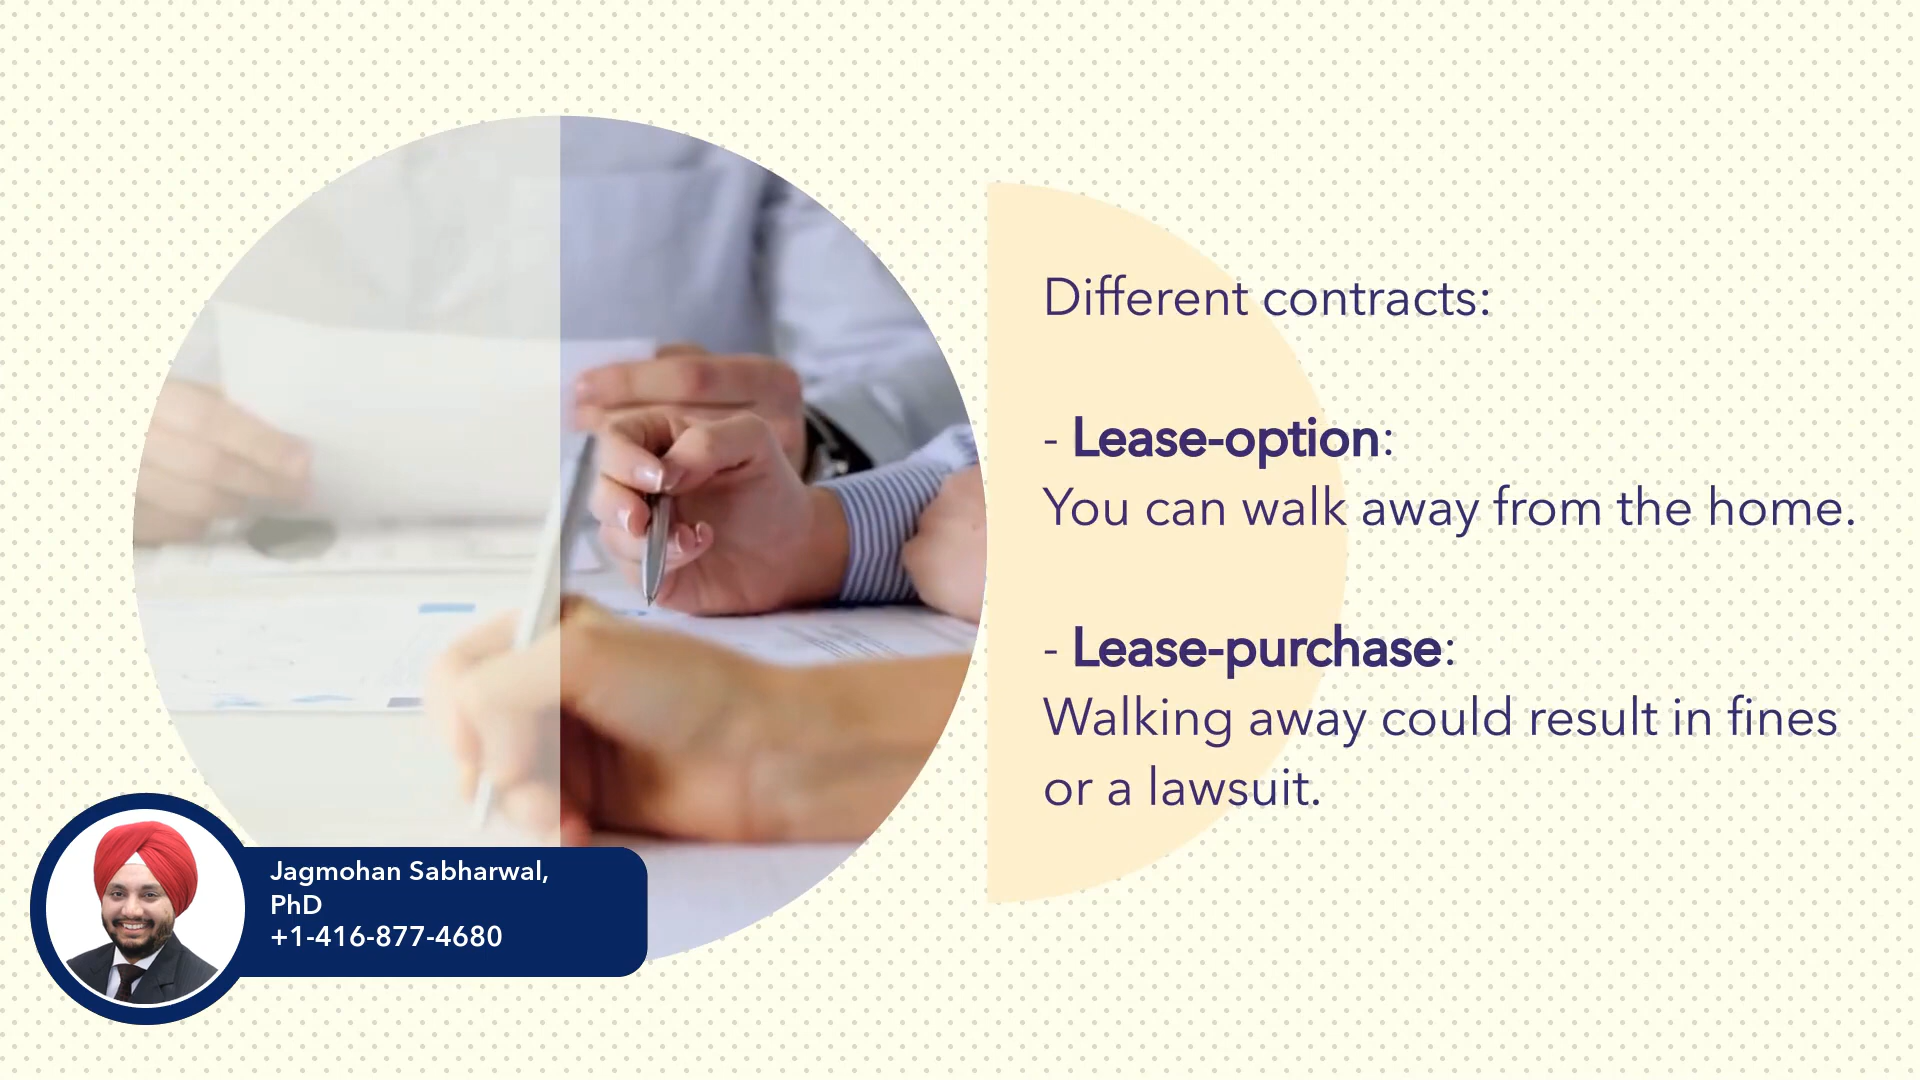 Different contracts:
- Lease-option:
You can walk away from the home.
- Lease-purchase:
Walking away could result in fines
or a lawsuit.
Jagmohan Sabharwal,
PhD
+1-416-877-4680